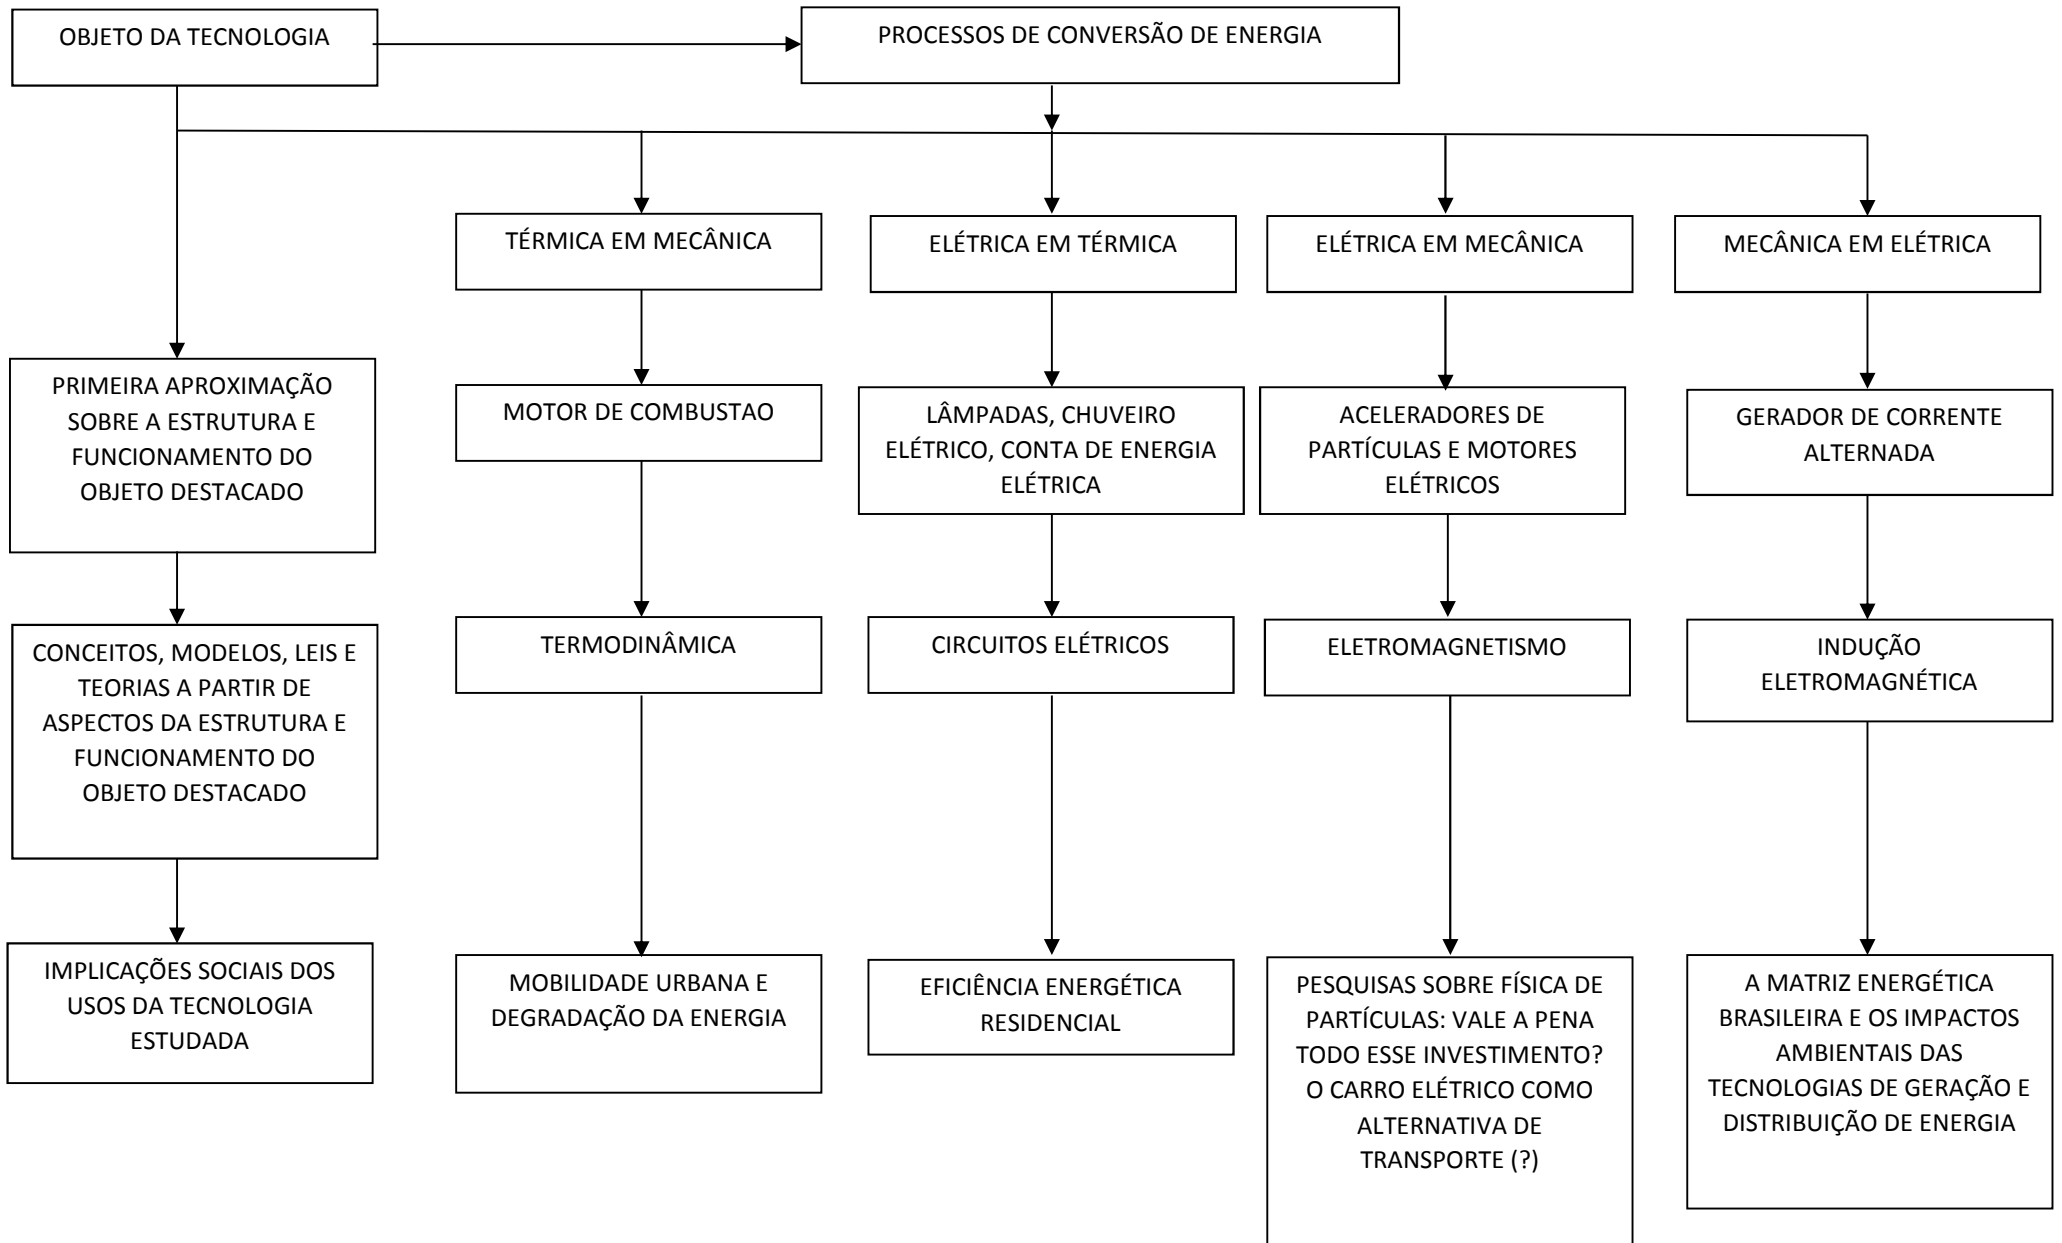 OBJETO DA TECNOLOGIA
PROCESSOS DE CONVERSÃO DE ENERGIA
TÉRMICA EM MECÂNICA
ELÉTRICA EM TÉRMICA
ELÉTRICA EM MECÂNICA
MECÂNICA EM ELÉTRICA
PRIMEIRA APROXIMAÇÃO
SOBRE A ESTRUTURA E
FUNCIONAMENTO DO
OBJETO DESTACADO
MOTOR DE COMBUSTAO
LÂMPADAS, CHUVEIRO
ELÉTRICO, CONTA DE ENERGIA
ELÉTRICA
ACELERADORES DE
PARTÍCULAS E MOTORES
ELÉTRICOS
GERADOR DE CORRENTE
ALTERNADA
CONCEITOS, MODELOS, LEIS E
TEORIAS A PARTIR DE
ASPECTOS DA ESTRUTURA E
FUNCIONAMENTO DO
OBJETO DESTACADO
TERMODINÂMICA
CIRCUITOS ELÉTRICOS
ELETROMAGNETISMO
INDUÇÃO
ELETROMAGNÉTICA
IMPLICAÇÕES SOCIAIS DOS
USOS DA TECNOLOGIA
ESTUDADA
MOBILIDADE URBANA E
DEGRADAÇÃO DA ENERGIA
EFICIÊNCIA ENERGÉTICA
RESIDENCIAL
PESQUISAS SOBRE FÍSICA DE
PARTÍCULAS: VALE A PENA
TODO ESSE INVESTIMENTO?
O CARRO ELÉTRICO COMO
ALTERNATIVA DE
TRANSPORTE (?)
A MATRIZ ENERGÉTICA
BRASILEIRA E OS IMPACTOS
AMBIENTAIS DAS
TECNOLOGIAS DE GERAÇÃO E
DISTRIBUIÇÃO DE ENERGIA